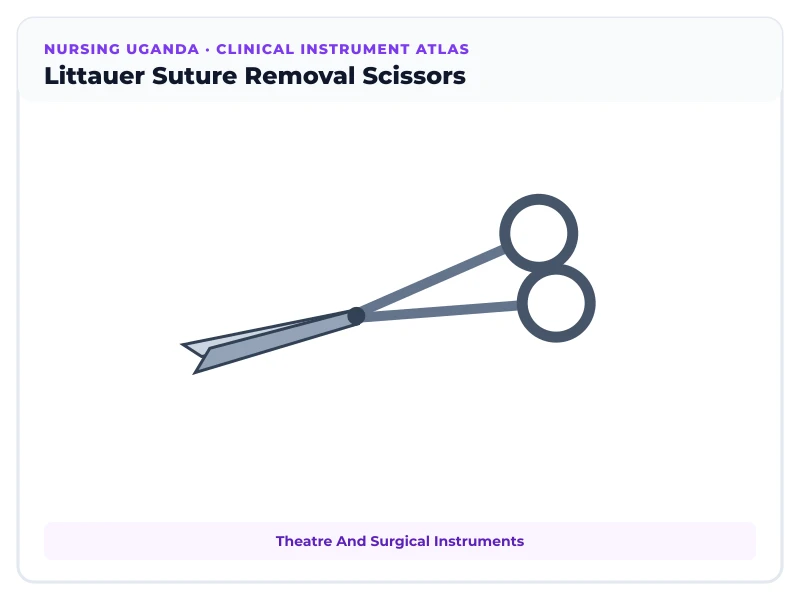 NURSING UGANDA · CLINICAL INSTRUMENT ATLAS
Littauer Suture Removal Scissors
Theatre And Surgical Instruments